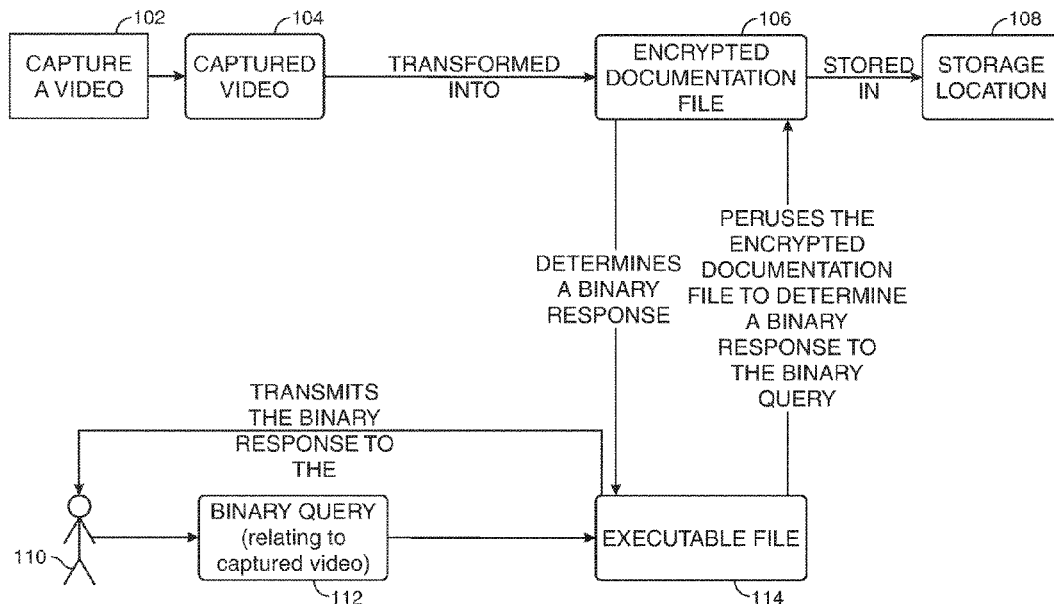 102
104
106
108
CAPTURE
A VIDEO
CAPTURED
VIDEO
TRANSFORMED
INTO
ENCRYPTED
DOCUMENTATION
FILE
STORED
IN
STORAGE
LOCATION
DETERMINES
A BINARY
RESPONSE
PERUSES THE
ENCRYPTED
DOCUMENTATION
FILE TO DETERMINE
A BINARY
RESPONSE TO
THE BINARY
QUERY
TRANSMITS
THE BINARY
RESPONSE TO
THE
110
BINARY QUERY
(relating to
captured video)
112
EXECUTABLE FILE
114